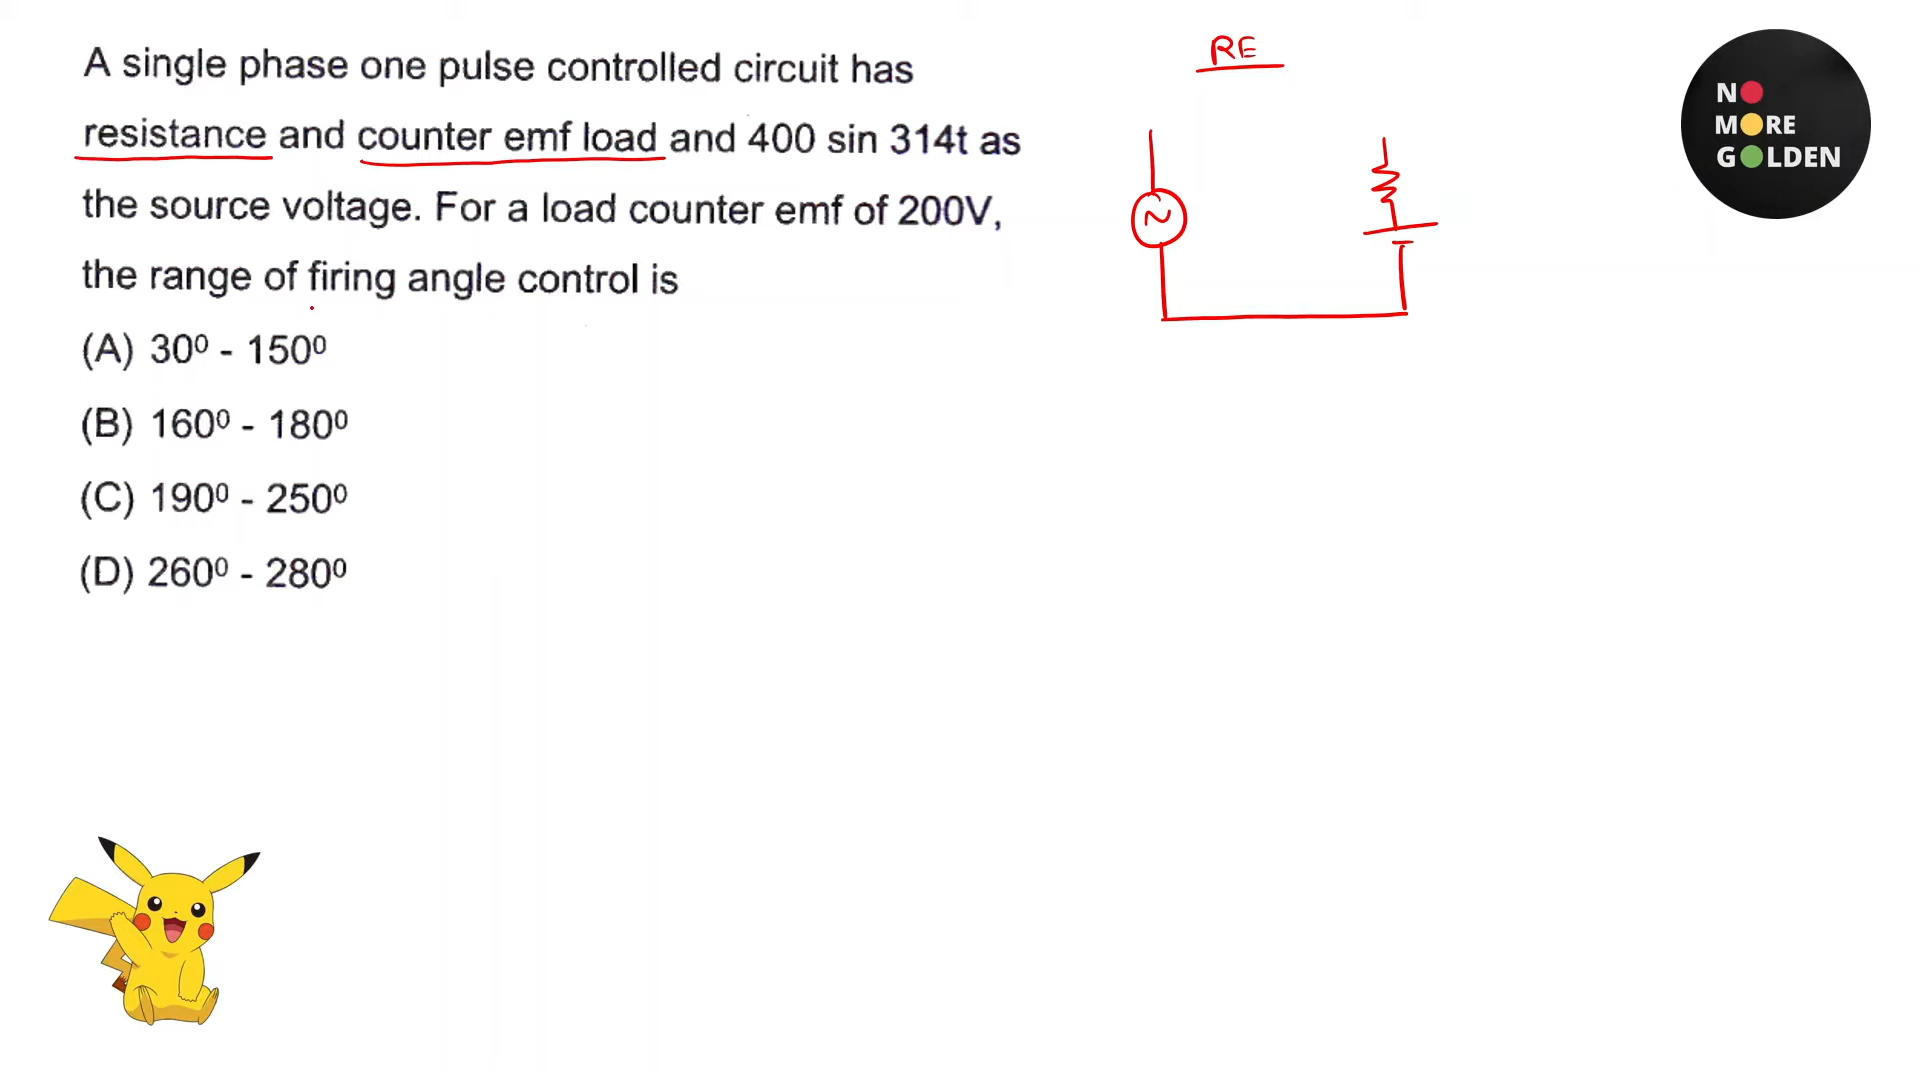 A single phase one pulse controlled circuit has
resistance and counter emf load and 400 sin 314t as
the source voltage. For a load counter emf of 200V,
the range of firing angle control is
(A) 30⁰ - 150⁰
(B) 160⁰ - 180⁰
(C) 190⁰ - 250⁰
(D) 260⁰ - 280⁰
RE
NO
MORE
GOLDEN